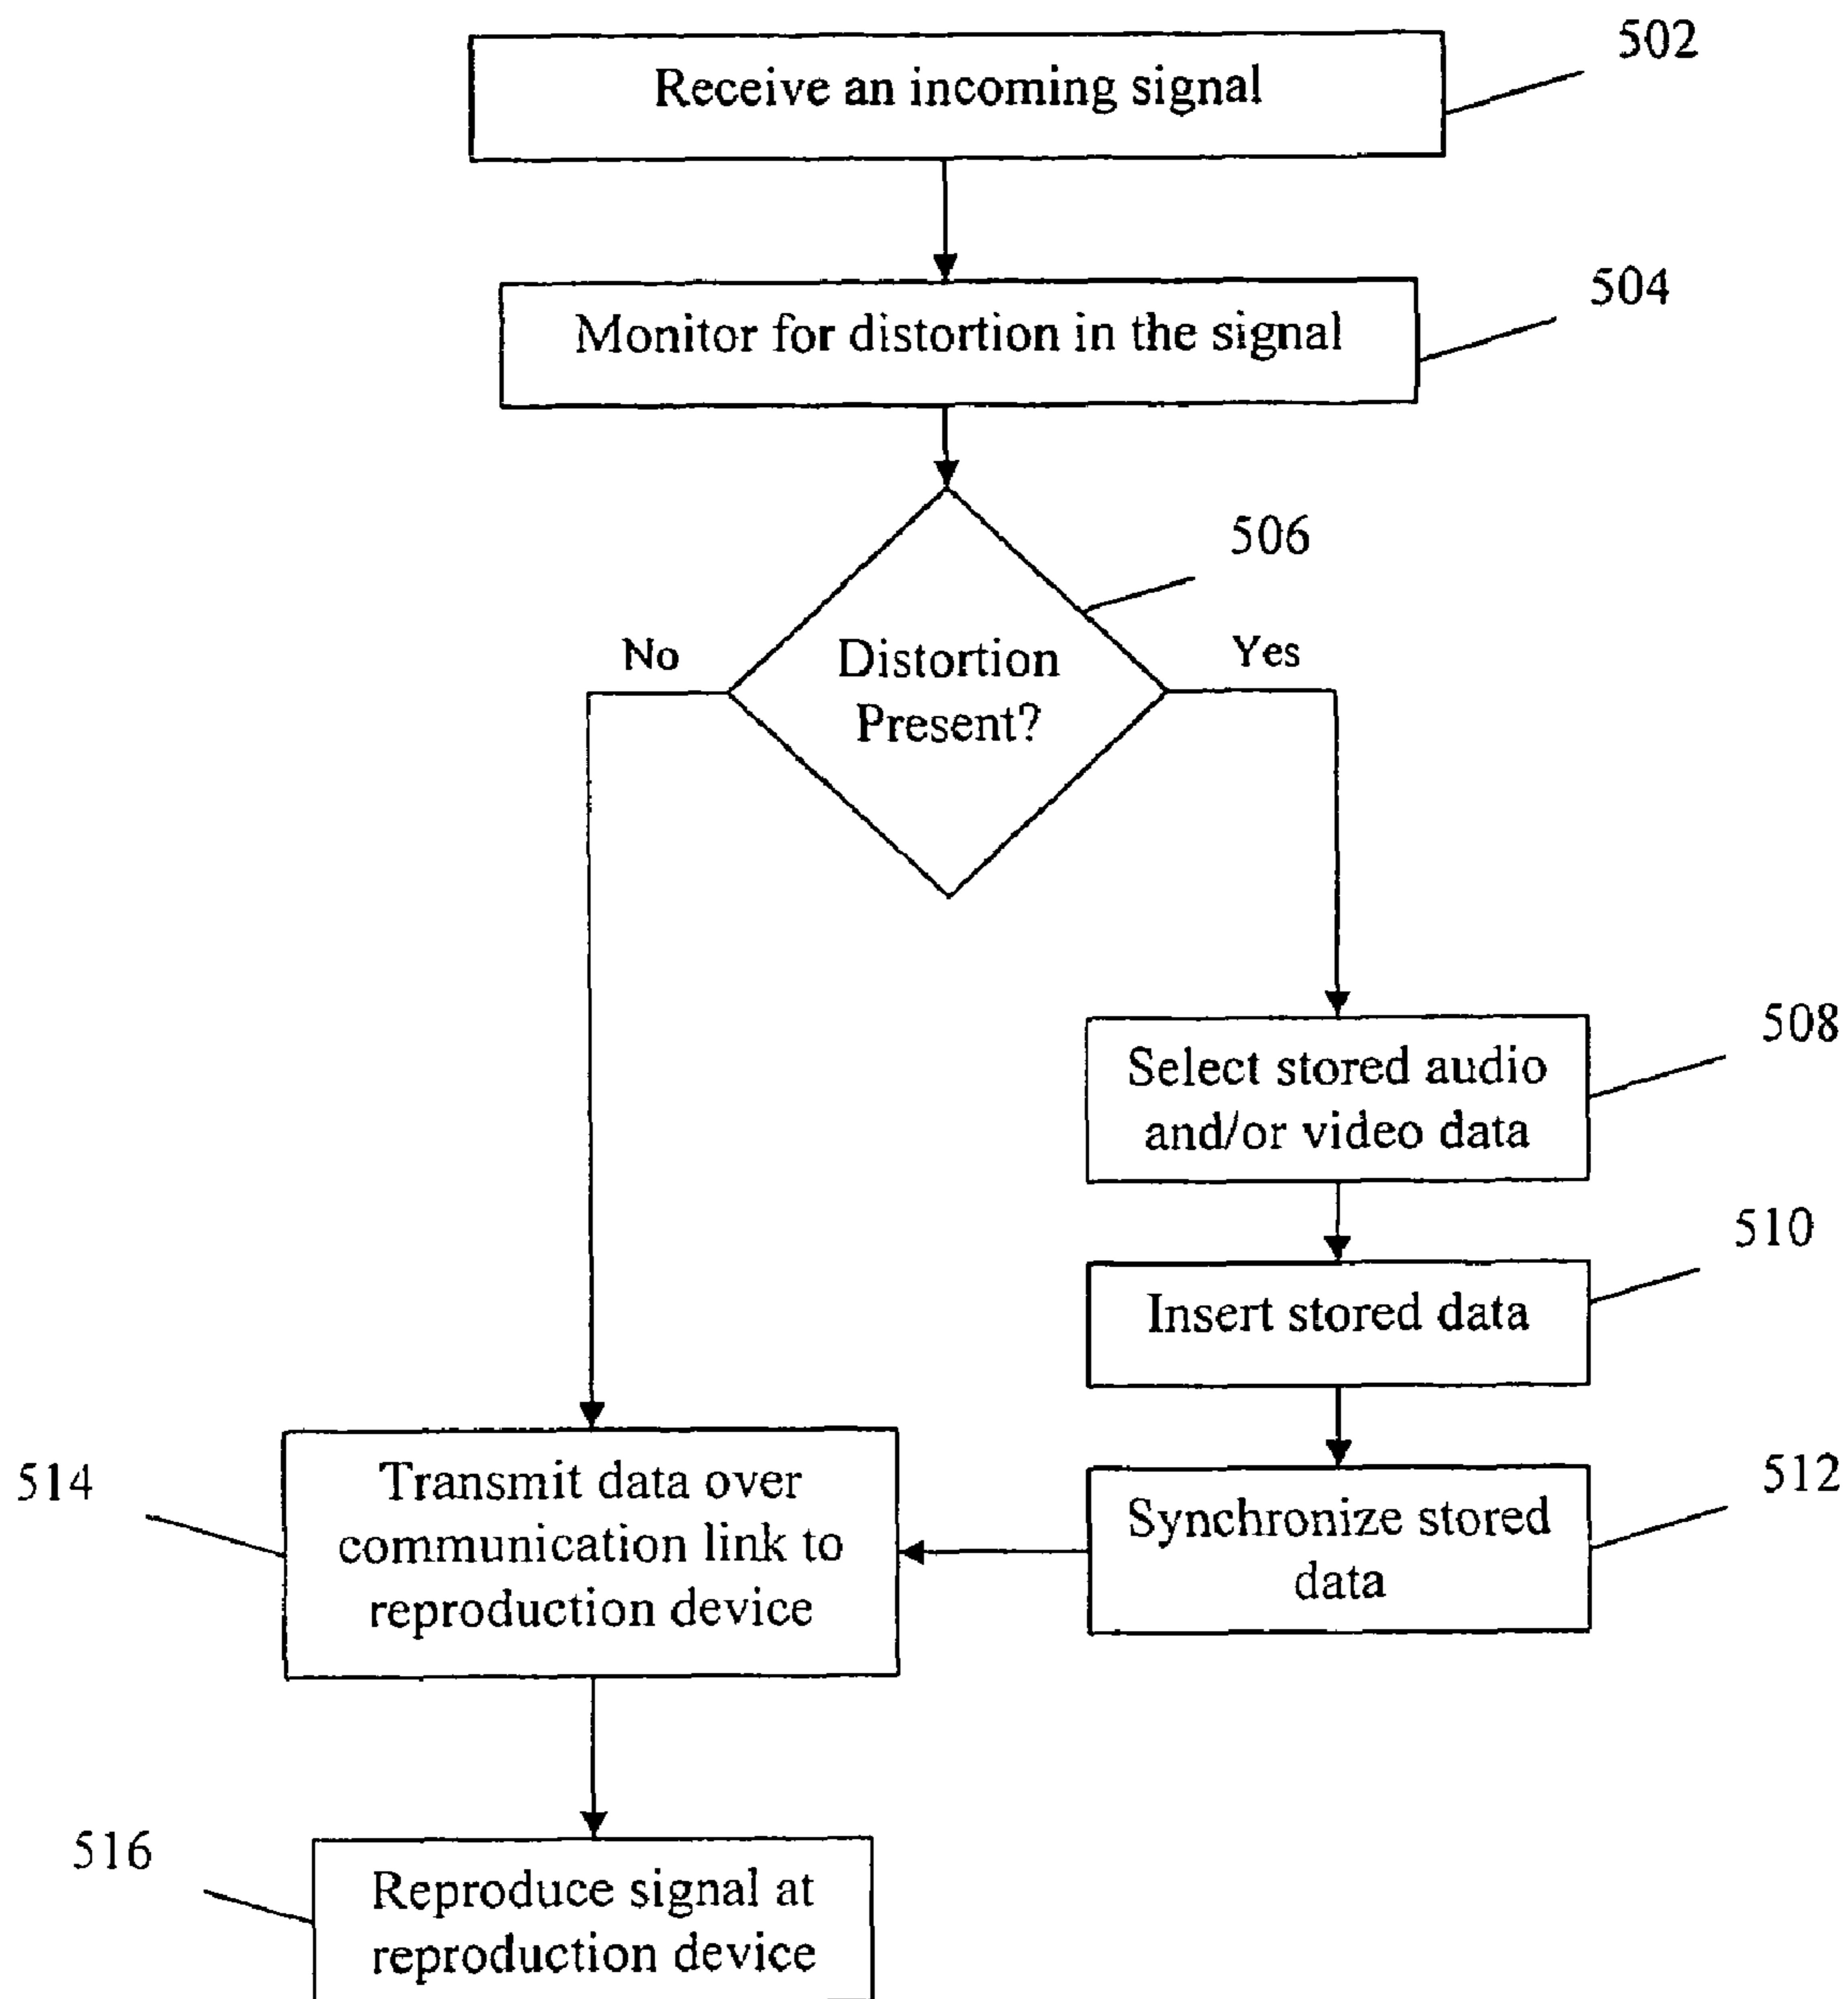 502
Receive an incoming signal
504
Monitor for distortion in the signal
506
No
Distortion
Present?
Yes
508
Select stored audio
and/or video data
510
Insert stored data
512
Synchronize stored
data
514
Transmit data over
communication link to
reproduction device
516
Reproduce signal at
reproduction device